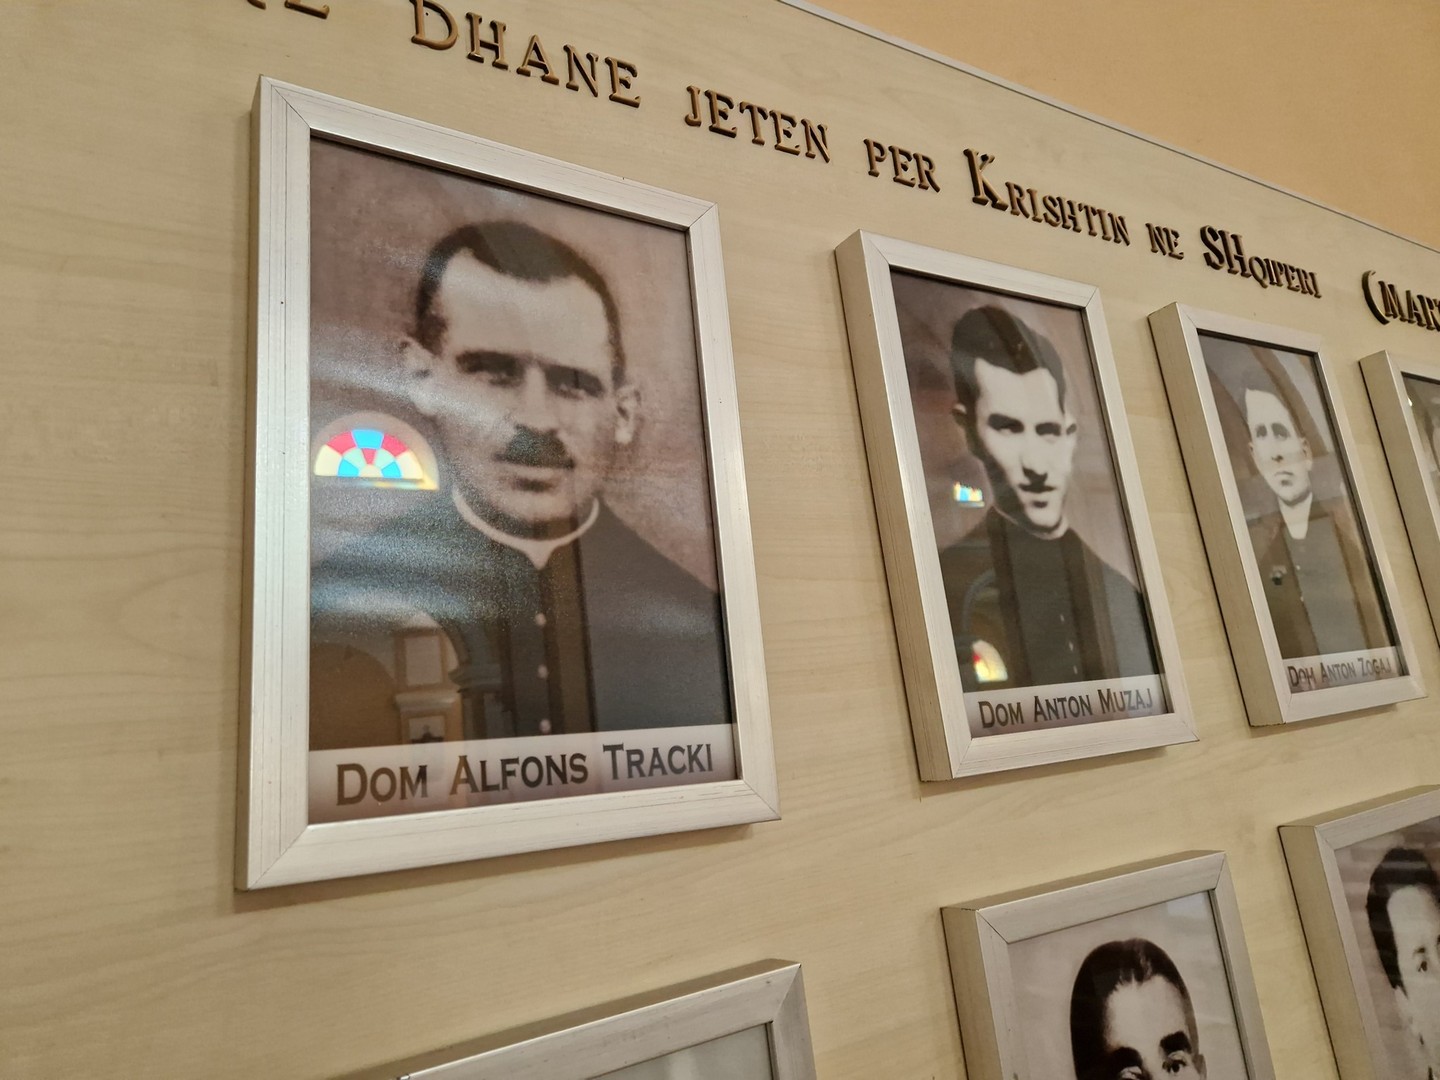 DHANE JETEN PER KRISHTIN NE SHQIPERI
DOM ALFONS TRACKI
DOM ANTON MUZAJ
DOM ANTON ZOGAJ